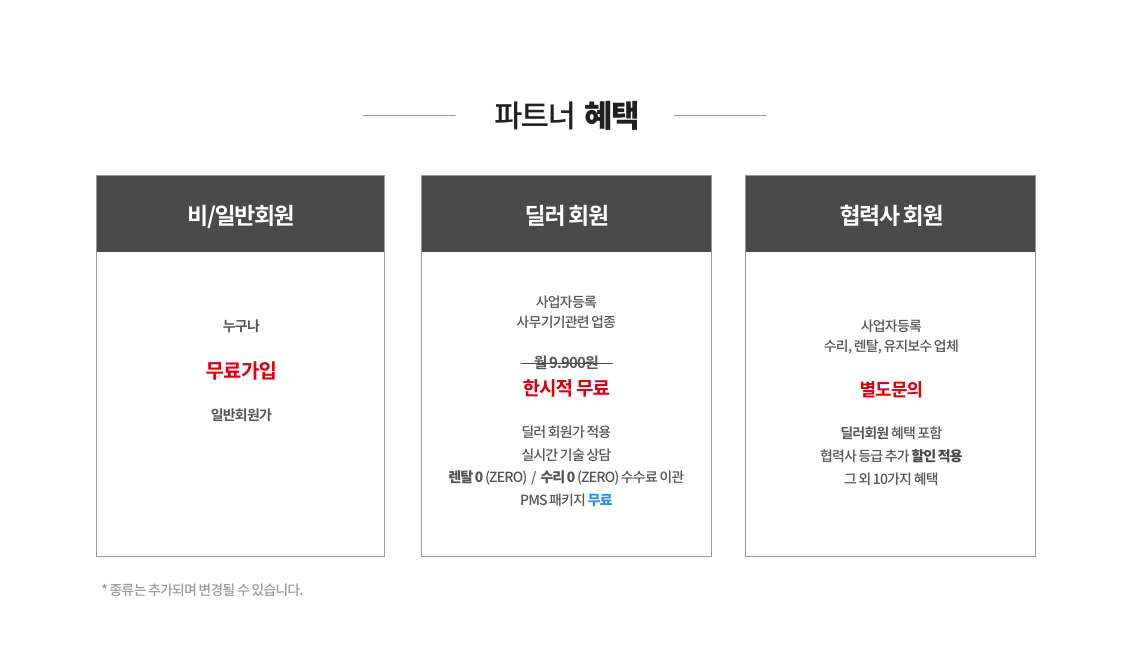 파트너 혜택
비/일반회원
누구나
무료가입
일반회원가
딜러 회원
사업자등록
사무기기관련 업종
월 9.900원
한시적 무료
딜러 회원가 적용
실시간 기술 상담
렌탈 0 (ZERO) / 수리 0 (ZERO) 수수료 이관
PMS 패키지 무료
협력사 회원
사업자등록
수리, 렌탈, 유지보수 업체
별도문의
딜러회원 혜택 포함
협력사 등급 추가 할인 적용
그 외 10가지 혜택
* 종류는 추가되며 변경될 수 있습니다.